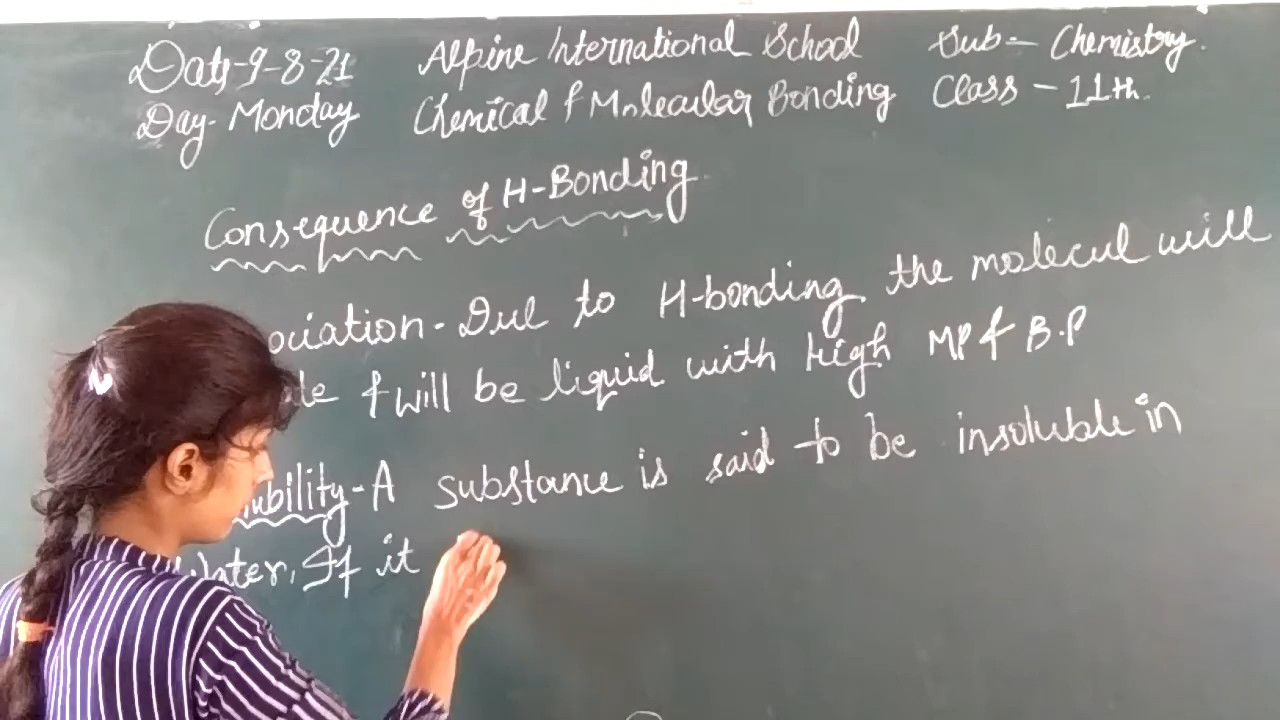 Date-9-8-21 Alpine International School Sub:- Chemistry.
Day- Monday Chemical & Molecular Bonding Class - 11th.
Consequence of H-Bonding
ociation - Due to H-bonding the molecul will
te & will be liquid with high MP & B.P
ubility - A substance is said to be insoluble in
Water, If it